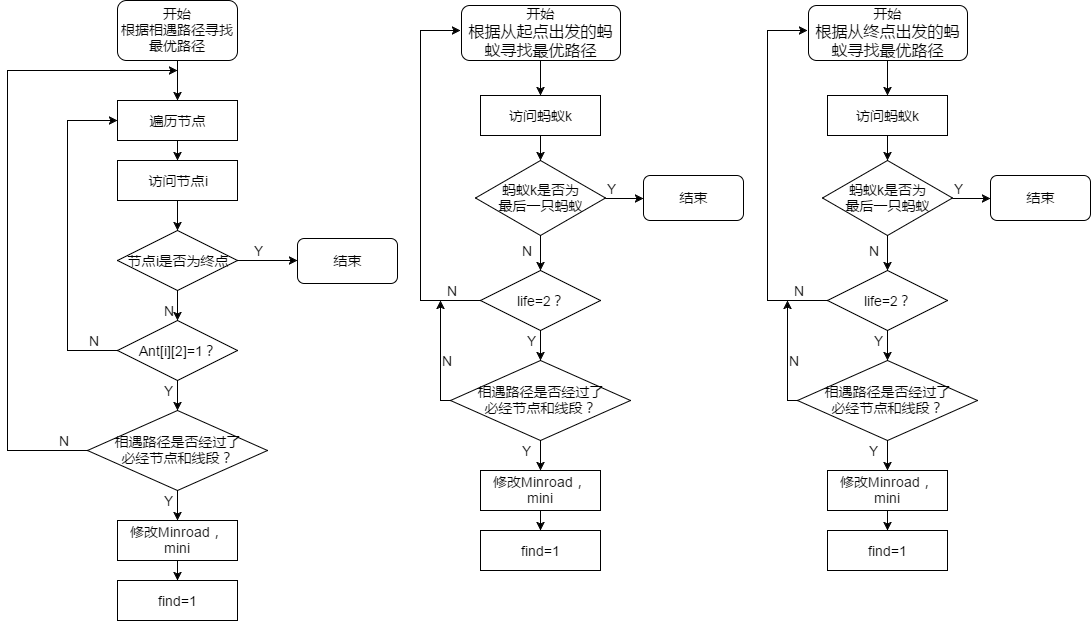 开始
根据相遇路径寻找
最优路径
遍历节点
访问节点i
节点i是否为终点
Y
结束
N
Ant[i][2]=1？
N
Y
相遇路径是否经过了
必经节点和线段？
N
Y
修改Minroad，
mini
find=1
开始
根据从起点出发的蚂
蚁寻找最优路径
访问蚂蚁k
蚂蚁k是否为
最后一只蚂蚁
Y
结束
N
life=2？
N
Y
相遇路径是否经过了
必经节点和线段？
N
Y
修改Minroad，
mini
find=1
开始
根据从终点出发的蚂
蚁寻找最优路径
访问蚂蚁k
蚂蚁k是否为
最后一只蚂蚁
Y
结束
N
life=2？
N
Y
相遇路径是否经过了
必经节点和线段？
N
Y
修改Minroad，
mini
find=1